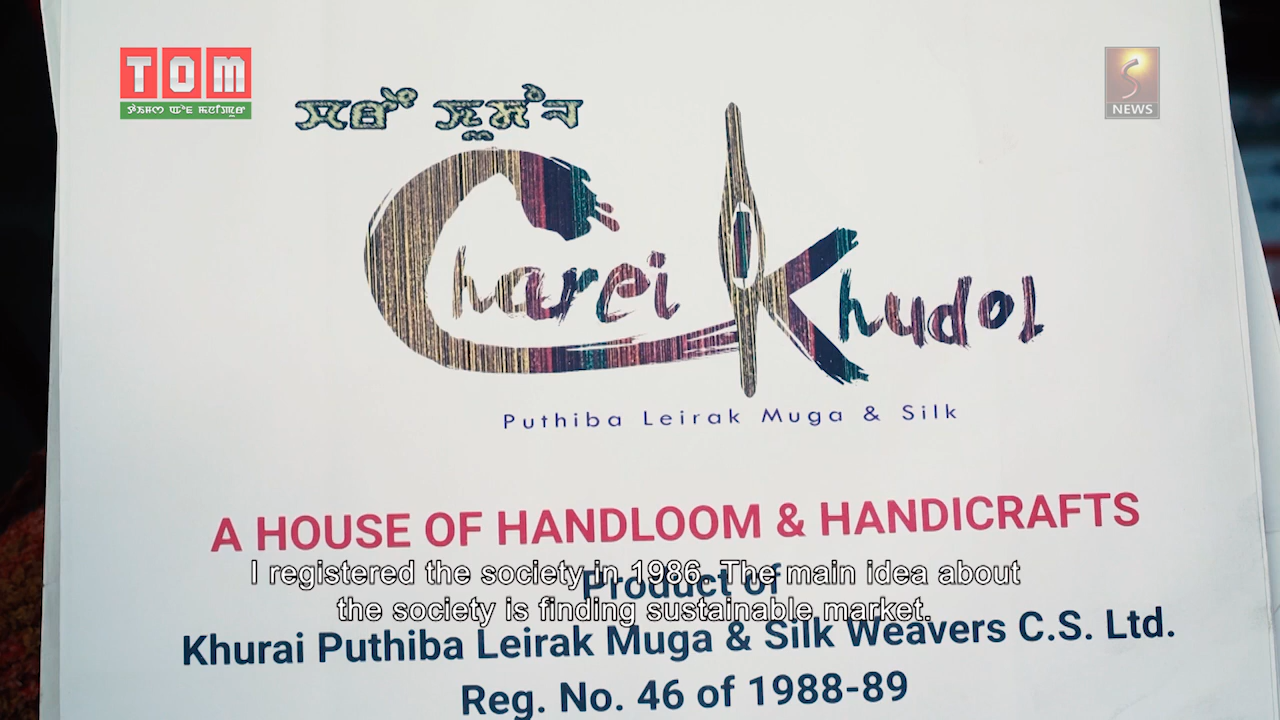 TOM
S
NEWS
Charei Khudol
Puthiba Leirak Muga & Silk
A HOUSE OF HANDLOOM & HANDICRAFTS
Product of
I registered the society in 1986. The main idea about
the society is finding sustainable market.
Khurai Puthiba Leirak Muga & Silk Weavers C.S. Ltd.
Reg. No. 46 of 1988-89